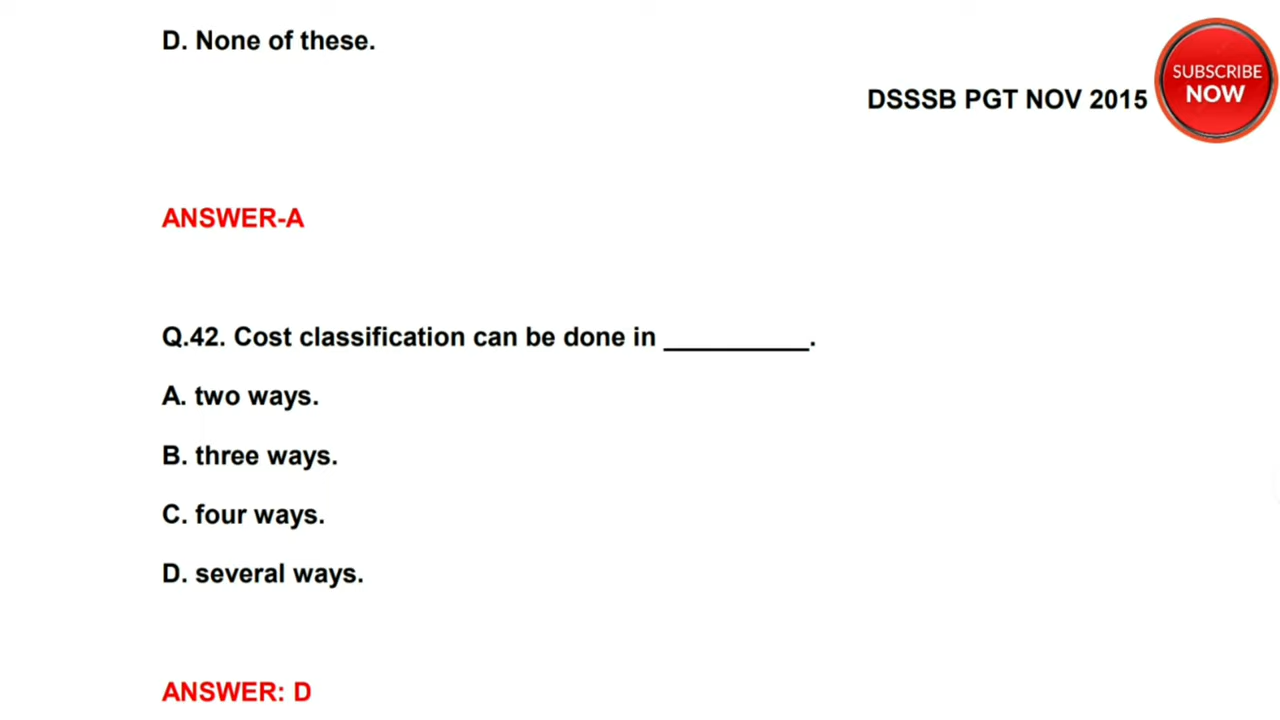 D. None of these.
SUBSCRIBE
NOW
DSSSB PGT NOV 2015
ANSWER-A
Q.42. Cost classification can be done in __________.
A. two ways.
B. three ways.
C. four ways.
D. several ways.
ANSWER: D